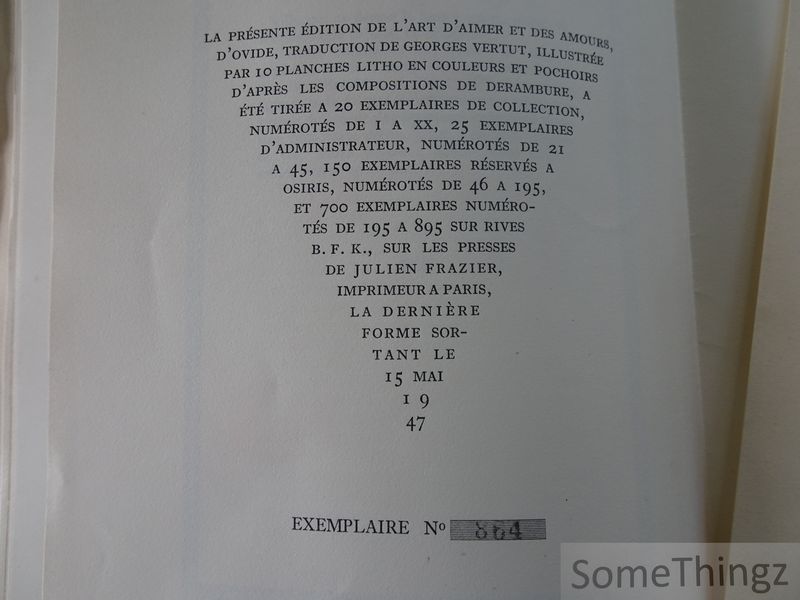 LA PRÉSENTE ÉDITION DE L'ART D'AIMER ET DES AMOURS,
D'OVIDE, TRADUCTION DE GEORGES VERTUT, ILLUSTRÉE
PAR 10 PLANCHES LITHO EN COULEURS ET POCHOIRS
D'APRÈS LES COMPOSITIONS DE DERAMBURE, A
ÉTÉ TIRÉE A 20 EXEMPLAIRES DE COLLECTION,
NUMÉROTÉS DE I A XX, 25 EXEMPLAIRES
D'ADMINISTRATEUR, NUMÉROTÉS DE 21
A 45, 150 EXEMPLAIRES RÉSERVÉS A
OSIRIS, NUMÉROTÉS DE 46 A 195,
ET 700 EXEMPLAIRES NUMÉRO-
TÉS DE 195 A 895 SUR RIVES
B. F. K., SUR LES PRESSES
DE JULIEN FRAZIER,
IMPRIMEUR A PARIS,
LA DERNIÈRE
FORME SOR-
TANT LE
15 MAI
19
47
EXEMPLAIRE Nº 864
SomeThingz